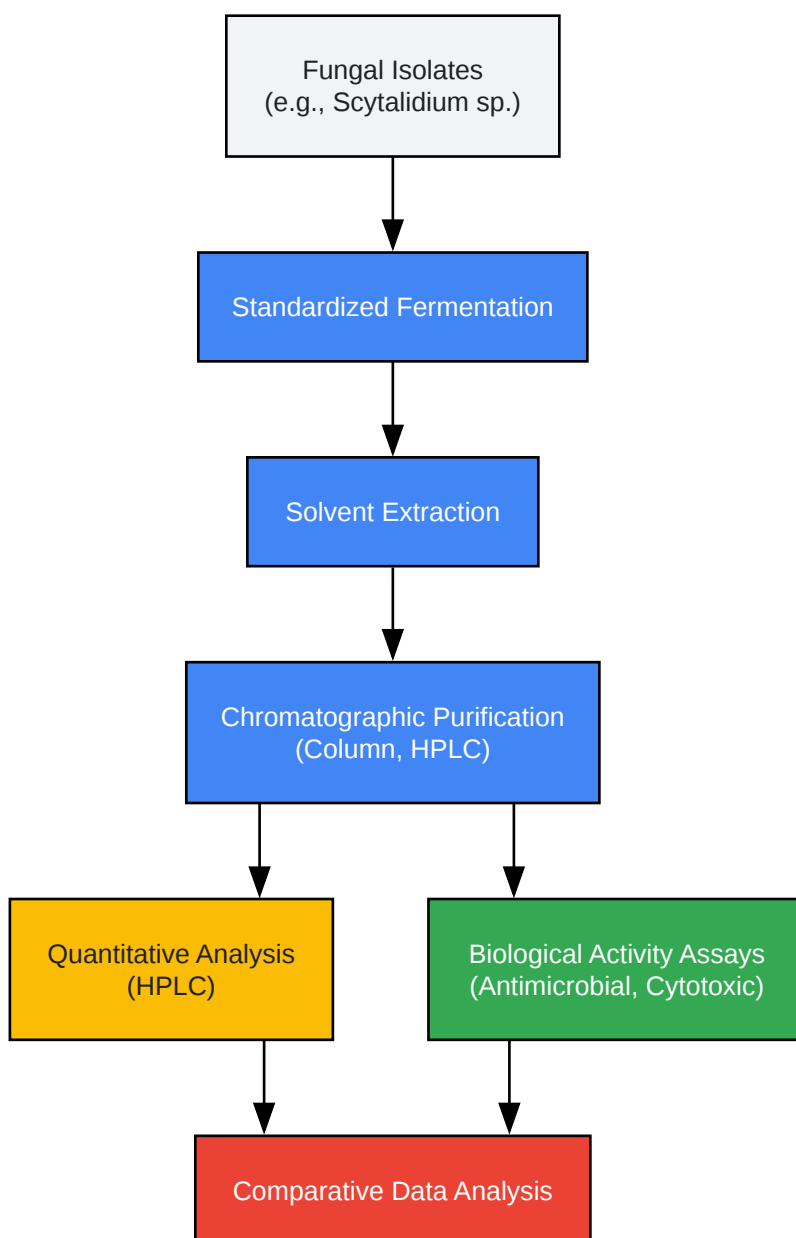 Fungal Isolates
(e.g., Scytalidium sp.)
Standardized Fermentation
Solvent Extraction
Chromatographic Purification
(Column, HPLC)
Quantitative Analysis
(HPLC)
Biological Activity Assays
(Antimicrobial, Cytotoxic)
Comparative Data Analysis